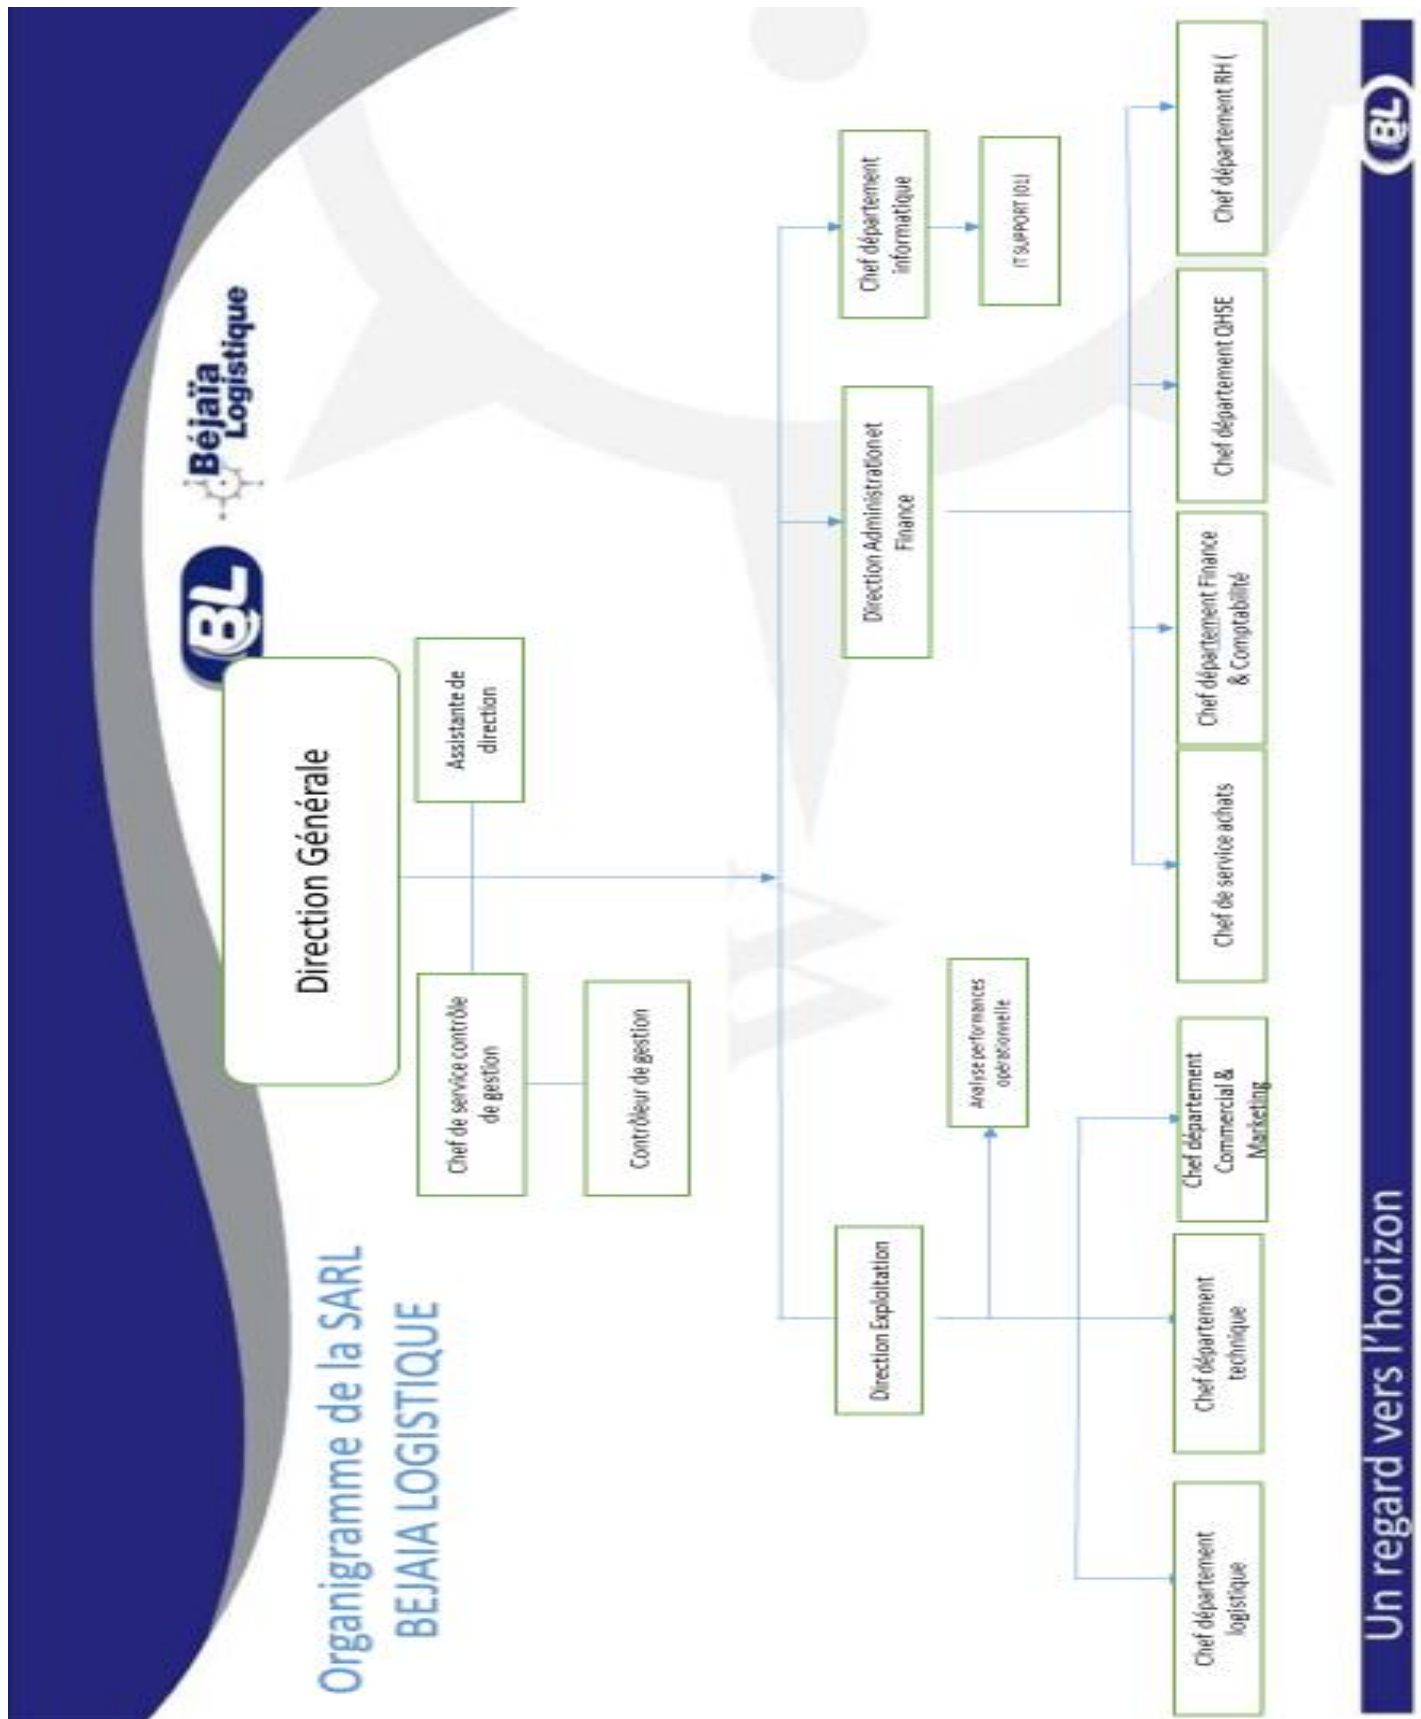 Organigramme de la SARL
BEJAIA LOGISTIQUE
BL
Béjaïa
Logistique
Direction Générale
Chef de service contrôle
de gestion
Assistante de
direction
Contrôleur de gestion
W
Direction Exploitation
Direction Administration et
Finance
Chef département
informatique
Analyse performances
opérationnelle
IT SUPPORT (01)
Chef département
logistique
Chef département
technique
Chef département
Commercial &
Marketing
Chef de service achats
Chef département Finance
& Comptabilité
Chef département QHSE
Chef département RH (
Un regard vers l'horizon
BL